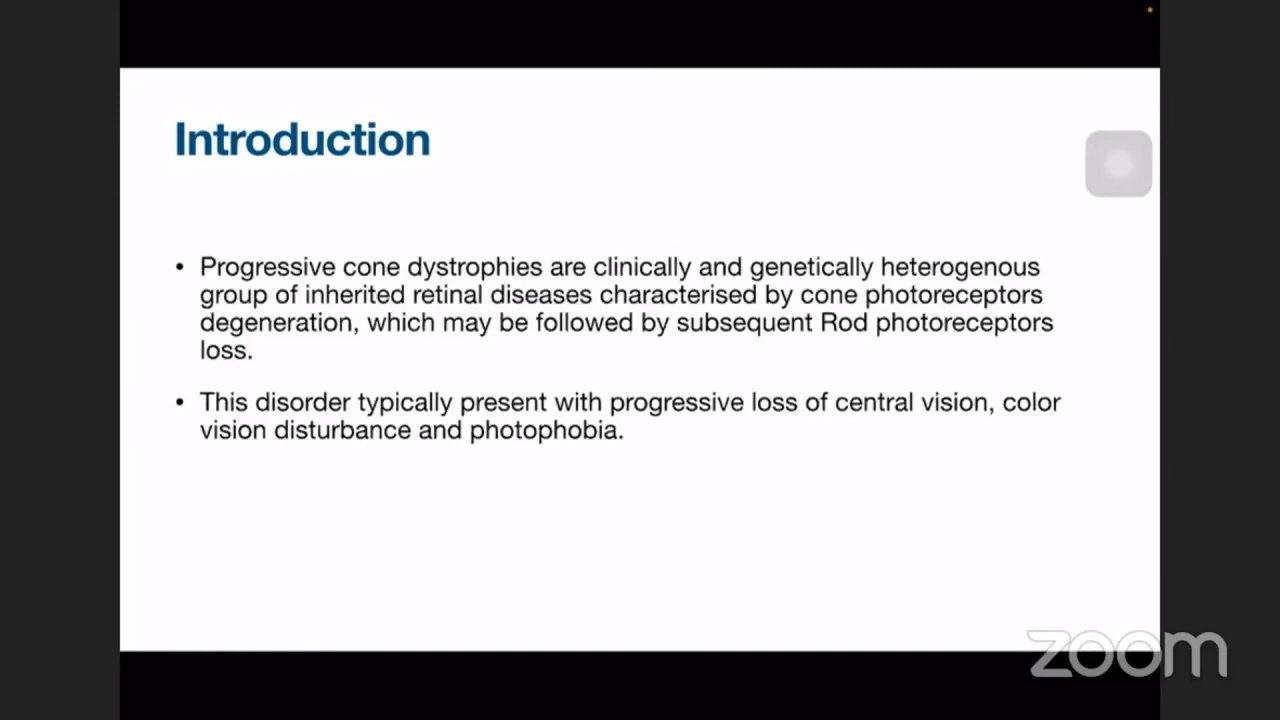 Introduction
• Progressive cone dystrophies are clinically and genetically heterogenous
group of inherited retinal diseases characterised by cone photoreceptors
degeneration, which may be followed by subsequent Rod photoreceptors
loss.
• This disorder typically present with progressive loss of central vision, color
vision disturbance and photophobia.
zoom